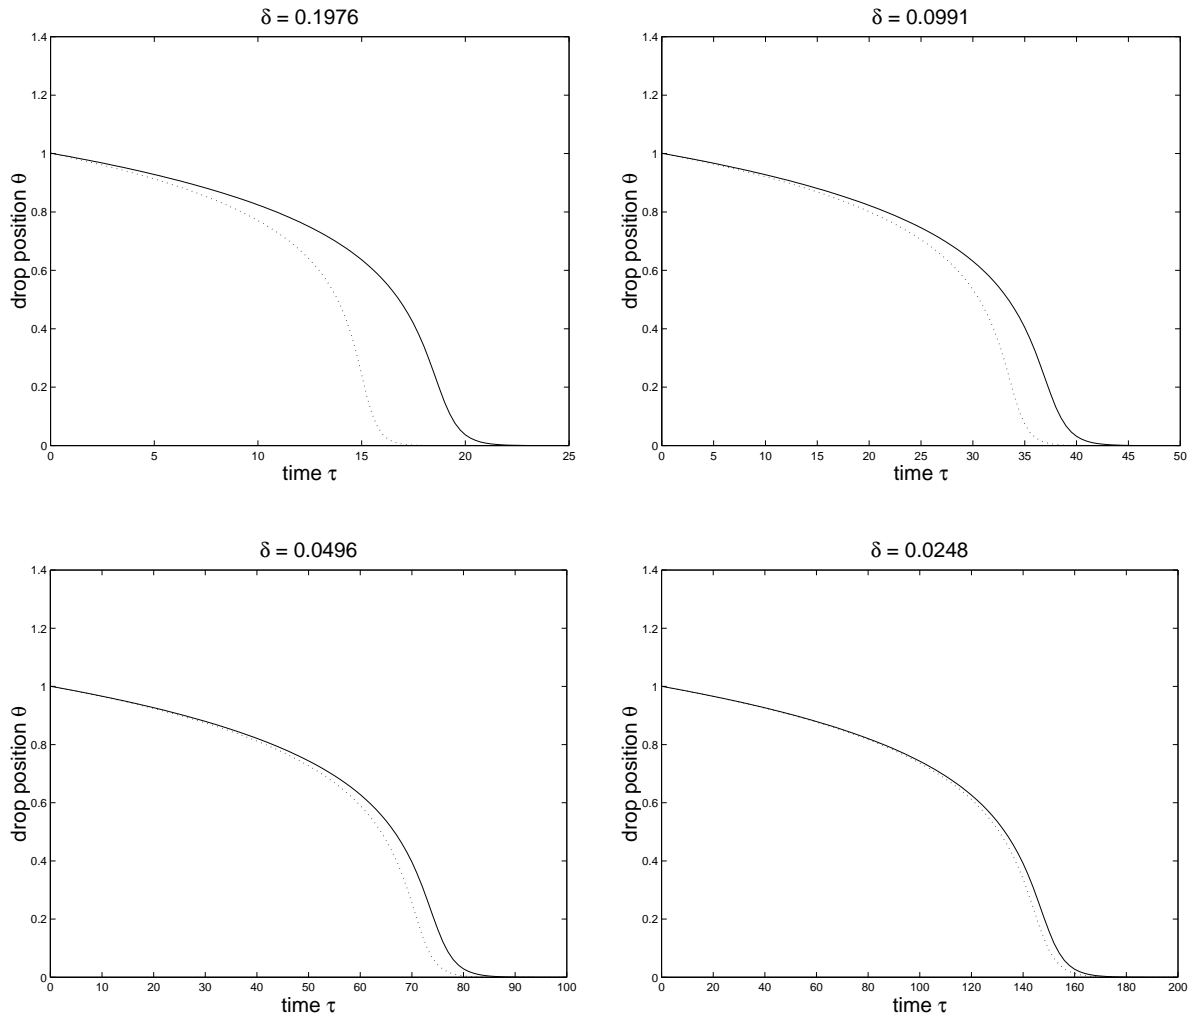 δ = 0.1976
1.4
1.2
1
0.8
0.6
0.4
0.2
0
drop position θ
0 5 10 15 20 25
time τ
δ = 0.0991
1.4
1.2
1
0.8
0.6
0.4
0.2
0
drop position θ
0 5 10 15 20 25 30 35 40 45 50
time τ
δ = 0.0496
1.4
1.2
1
0.8
0.6
0.4
0.2
0
drop position θ
0 10 20 30 40 50 60 70 80 90 100
time τ
δ = 0.0248
1.4
1.2
1
0.8
0.6
0.4
0.2
0
drop position θ
0 20 40 60 80 100 120 140 160 180 200
time τ